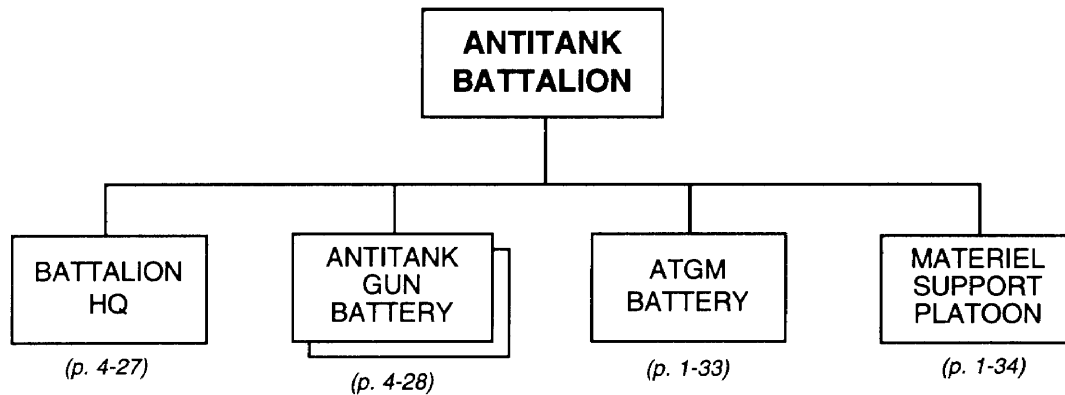 ANTITANK
BATTALION
BATTALION
HQ
(p. 4-27)
ANTITANK
GUN
BATTERY
(p. 4-28)
ATGM
BATTERY
(p. 1-33)
MATERIEL
SUPPORT
PLATOON
(p. 1-34)